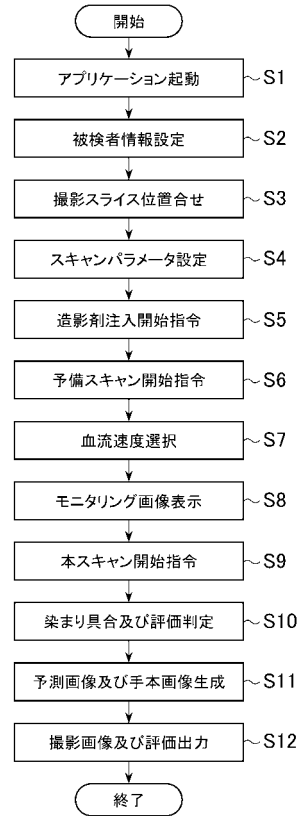 開始
アプリケーション起動 S1
被検者情報設定 S2
撮影スライス位置合せ S3
スキャンパラメータ設定 S4
造影剤注入開始指令 S5
予備スキャン開始指令 S6
血流速度選択 S7
モニタリング画像表示 S8
本スキャン開始指令 S9
染まり具合及び評価判定 S10
予測画像及び手本画像生成 S11
撮影画像及び評価出力 S12
終了